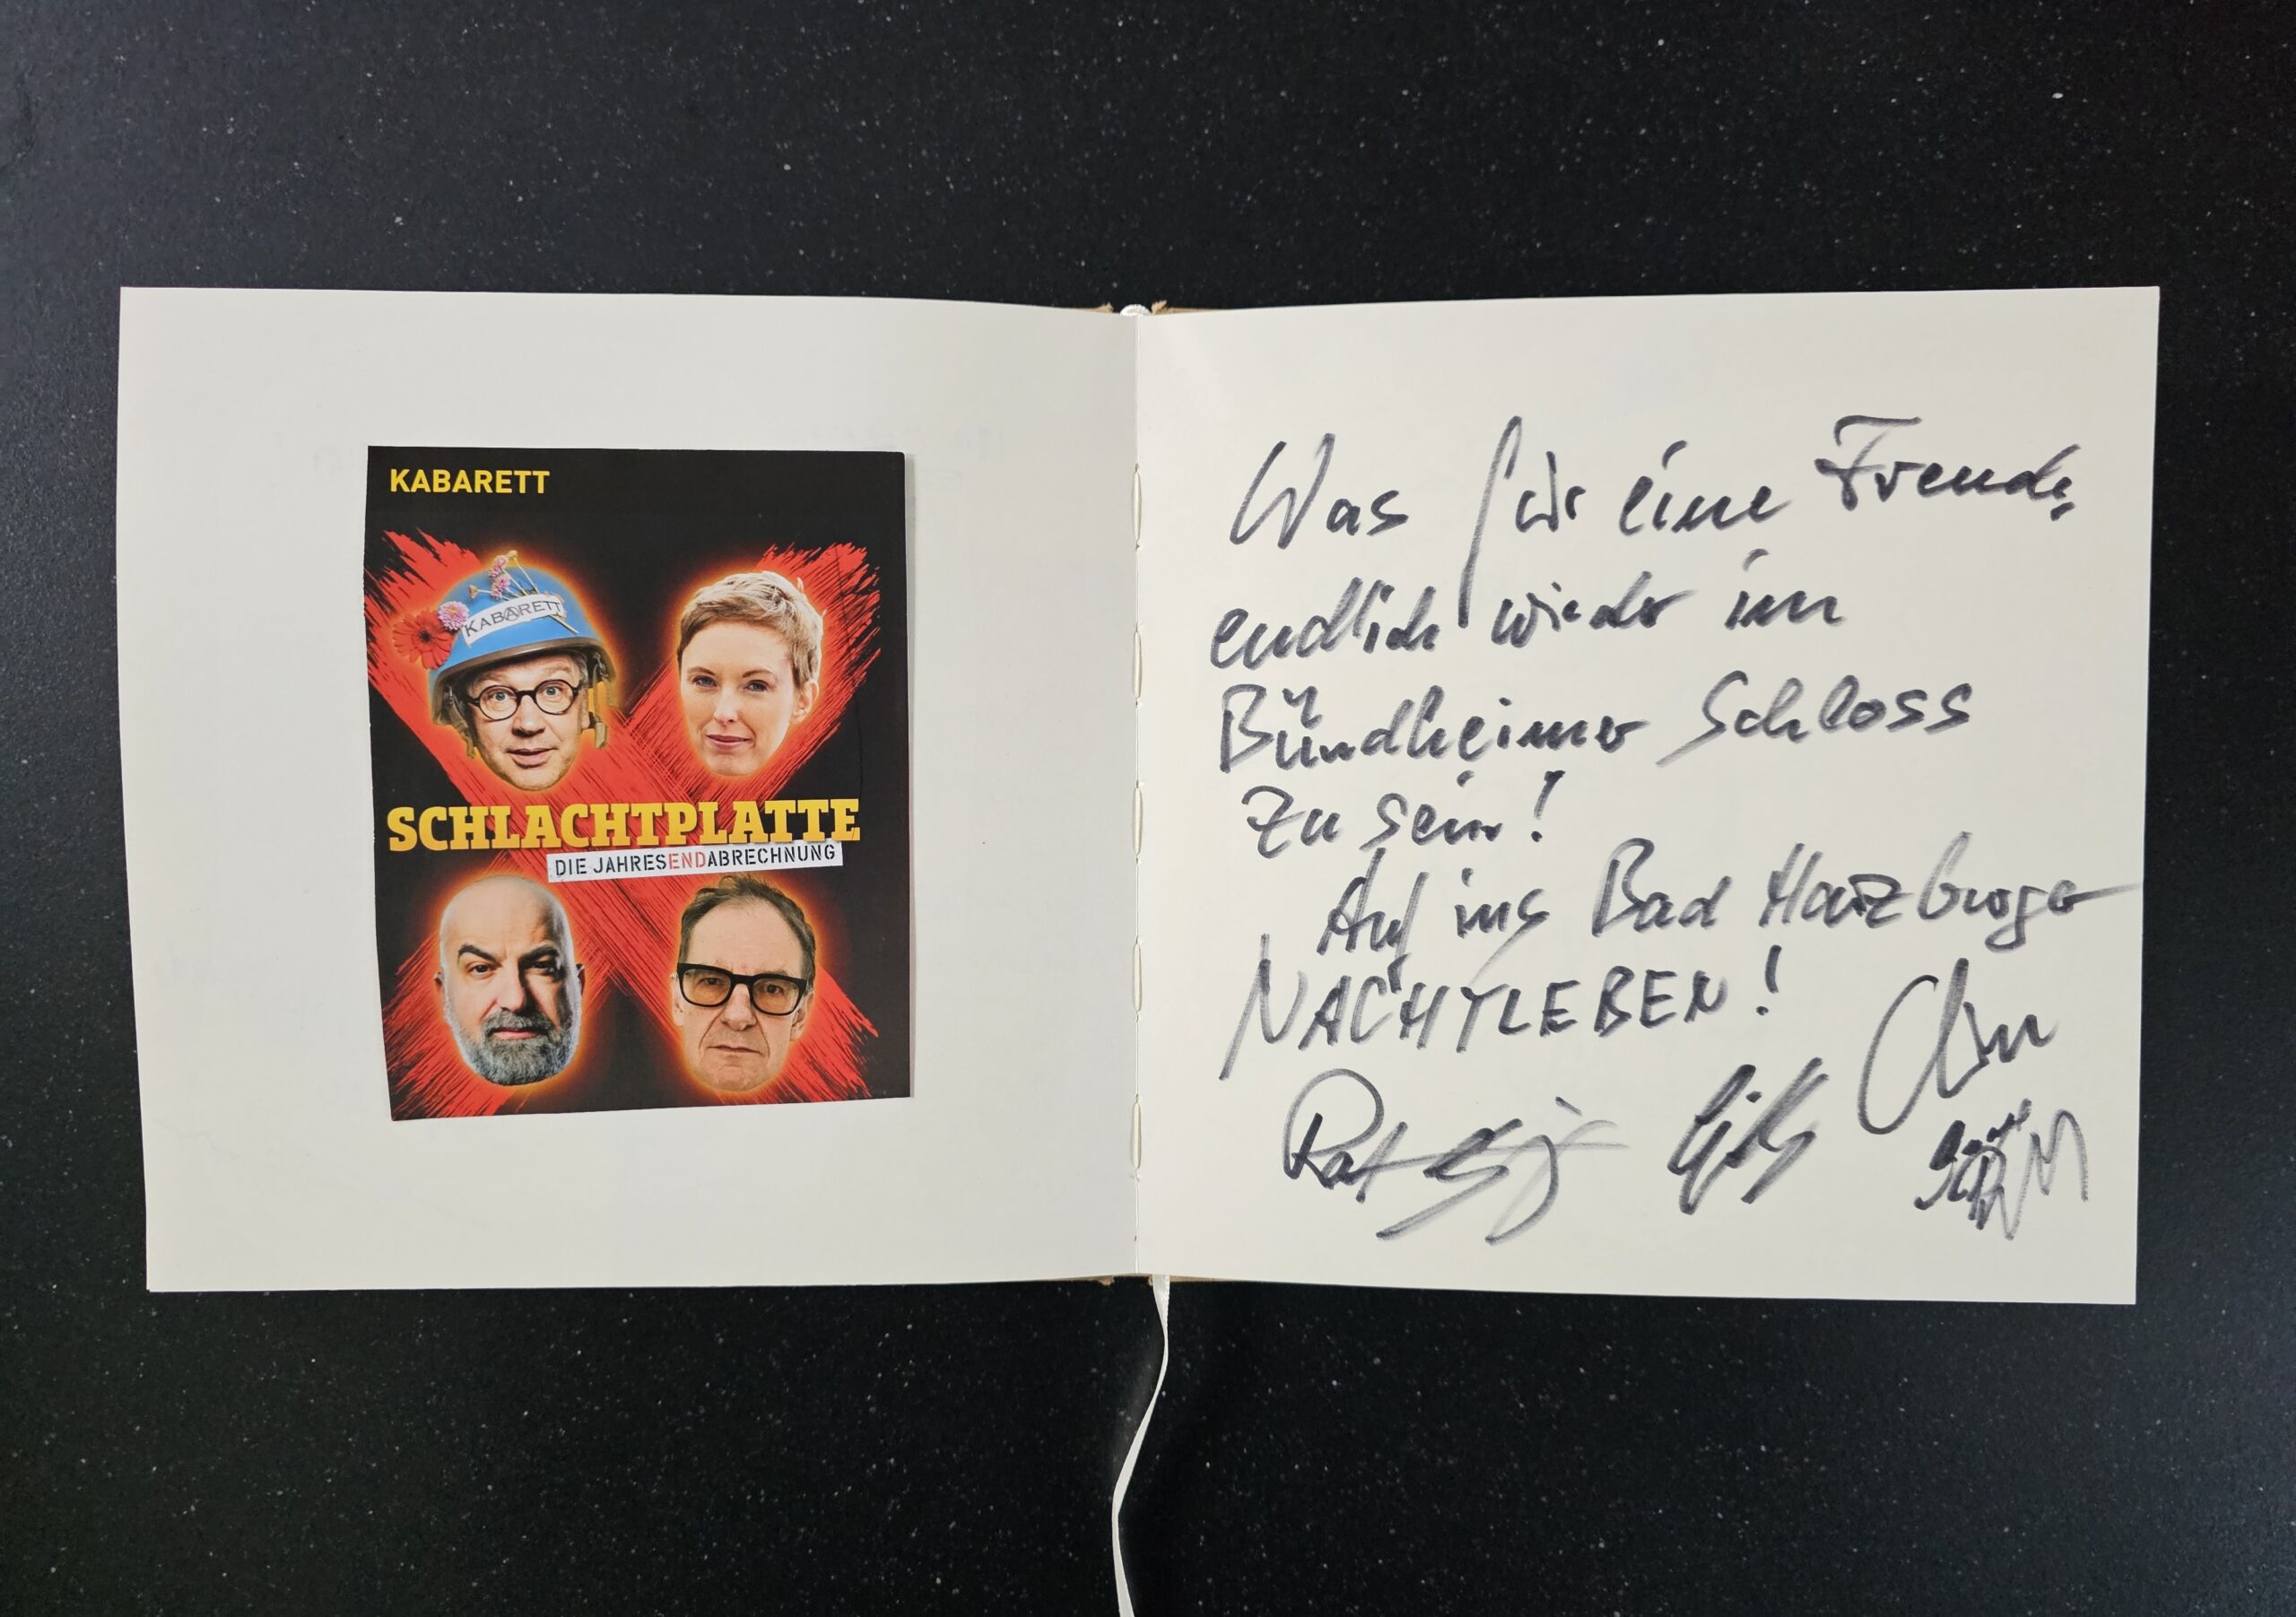 KABARETT
KABARETT
SCHLACHTPLATTE
DIE JAHRESENDABRECHNUNG
Was für eine Freude,
endlich wieder im
Bündheimer Schloss
zu sein!
Auf ins Bad Harzburger
NACHTLEBEN!